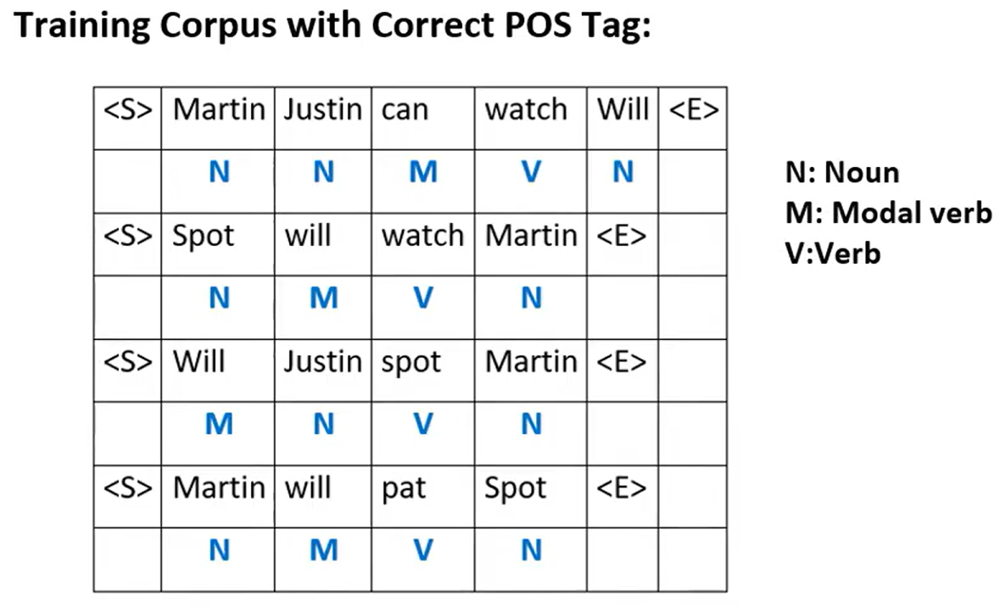 Training Corpus with Correct POS Tag:
<S> Martin Justin can watch Will <E>
N N M V N
<S> Spot will watch Martin <E>
N M V N
<S> Will Justin spot Martin <E>
M N V N
<S> Martin will pat Spot <E>
N M V N
N: Noun
M: Modal verb
V:Verb